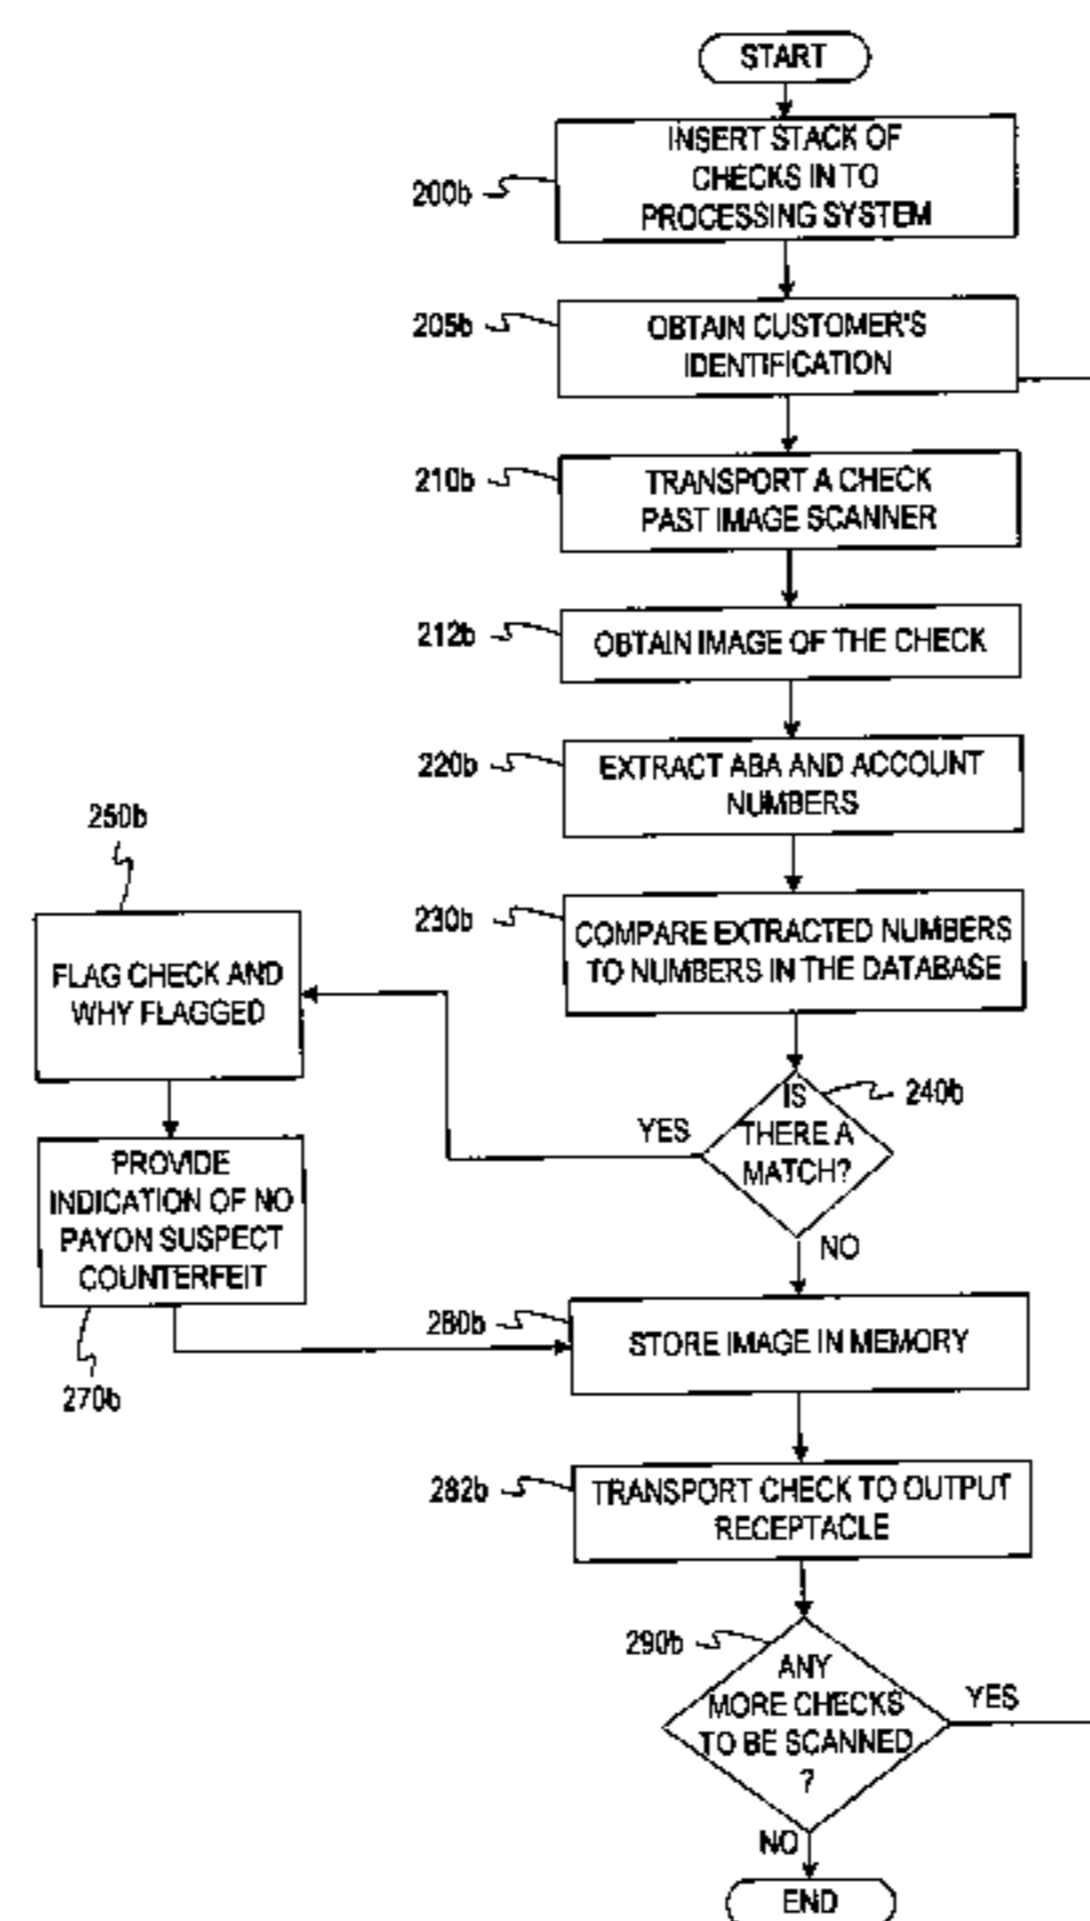 START
INSERT STACK OF
CHECKS IN TO
PROCESSING SYSTEM
200b
205b
OBTAIN CUSTOMER'S
IDENTIFICATION
210b
TRANSPORT A CHECK
PAST IMAGE SCANNER
212b
OBTAIN IMAGE OF THE CHECK
220b
EXTRACT ABA AND ACCOUNT
NUMBERS
250b
230b
COMPARE EXTRACTED NUMBERS
TO NUMBERS IN THE DATABASE
FLAG CHECK AND
WHY FLAGGED
240b
IS
THERE A
MATCH?
YES
NO
PROVIDE
INDICATION OF NO
PAYON SUSPECT
COUNTERFEIT
270b
280b
STORE IMAGE IN MEMORY
282b
TRANSPORT CHECK TO OUTPUT
RECEPTACLE
290b
ANY
MORE CHECKS
TO BE SCANNED
?
YES
NO
END